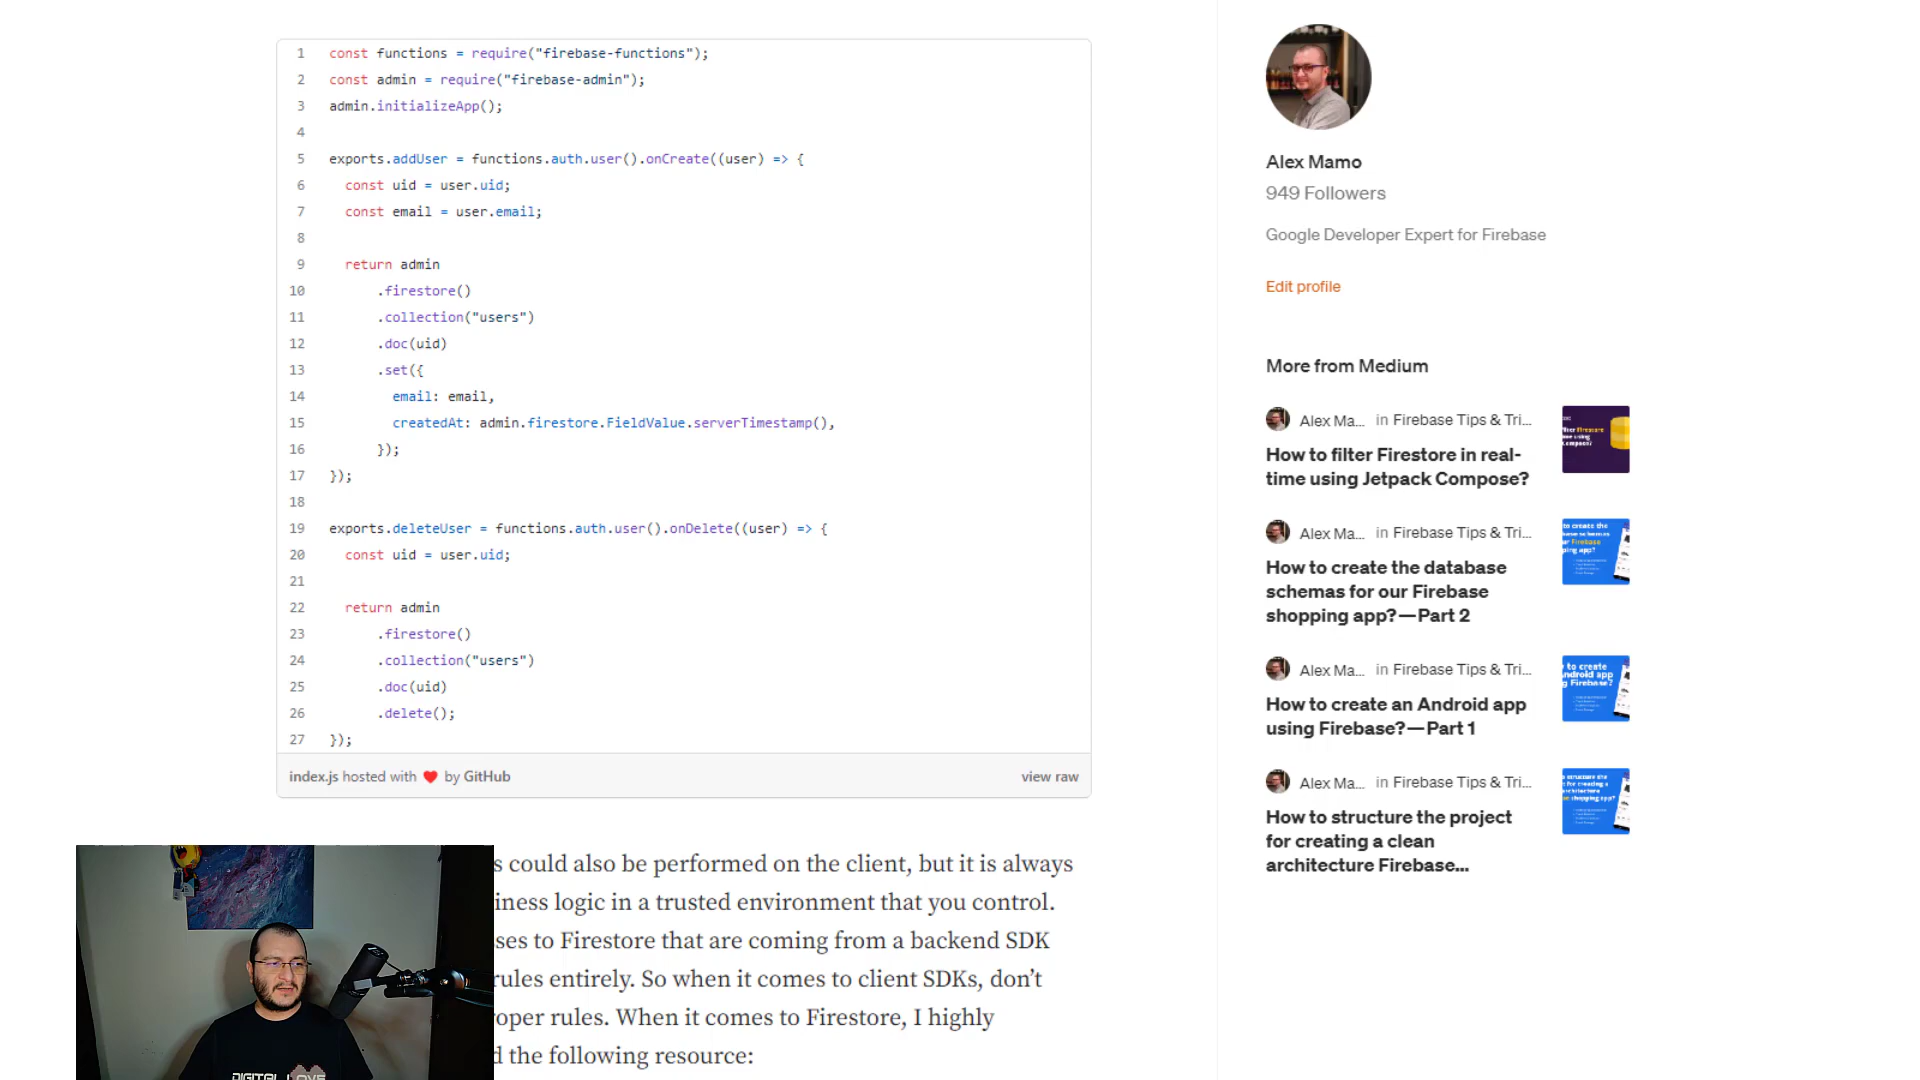 1 const functions = require("firebase-functions");
2 const admin = require("firebase-admin");
3 admin.initializeApp();
4
5 exports.addUser = functions.auth.user().onCreate((user) => {
6 const uid = user.uid;
7 const email = user.email;
8
9 return admin
10 .firestore()
11 .collection("users")
12 .doc(uid)
13 .set({
14 email: email,
15 createdAt: admin.firestore.FieldValue.serverTimestamp(),
16 });
17 });
18
19 exports.deleteUser = functions.auth.user().onDelete((user) => {
20 const uid = user.uid;
21
22 return admin
23 .firestore()
24 .collection("users")
25 .doc(uid)
26 .delete();
27 });
index.js hosted with ❤ by GitHub view raw
s could also be performed on the client, but it is always
iness logic in a trusted environment that you control.
ses to Firestore that are coming from a backend SDK
rules entirely. So when it comes to client SDKs, don't
oper rules. When it comes to Firestore, I highly
d the following resource:
DIGITAL LOVE
Alex Mamo
949 Followers
Google Developer Expert for Firebase
Edit profile
More from Medium
Alex Ma... in Firebase Tips & Tri...
How to filter Firestore in real-
time using Jetpack Compose?
Alex Ma... in Firebase Tips & Tri...
How to create the database
schemas for our Firebase
shopping app?—Part 2
Alex Ma... in Firebase Tips & Tri...
How to create an Android app
using Firebase?—Part 1
Alex Ma... in Firebase Tips & Tri...
How to structure the project
for creating a clean
architecture Firebase...